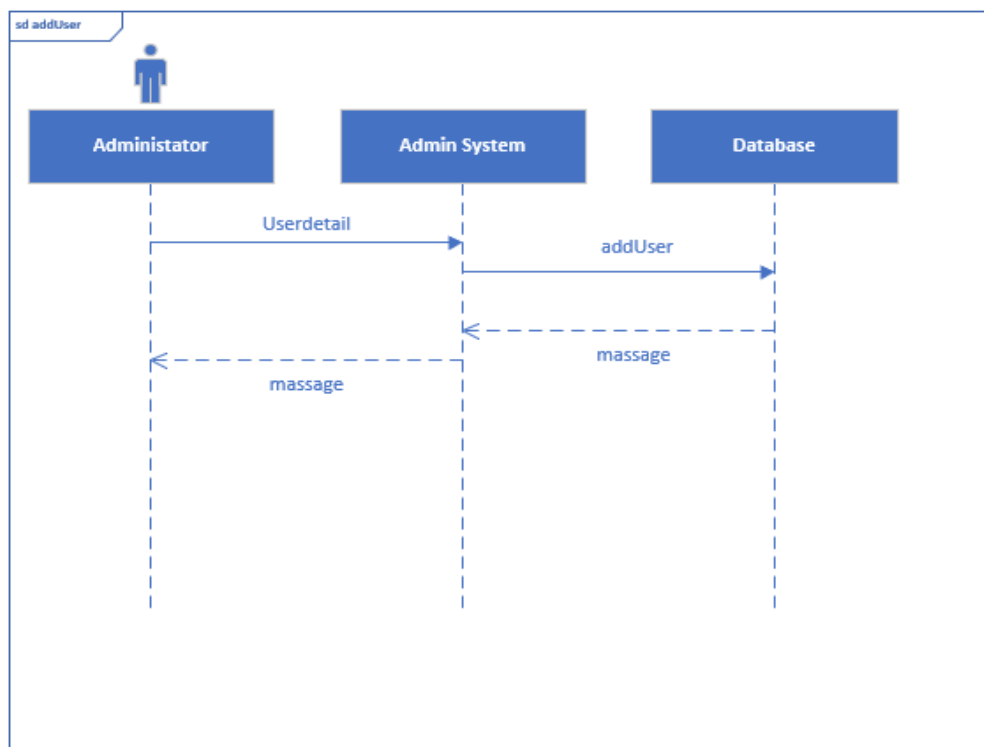 sd addUser
Administator
Admin System
Database
Userdetail
addUser
massage
massage